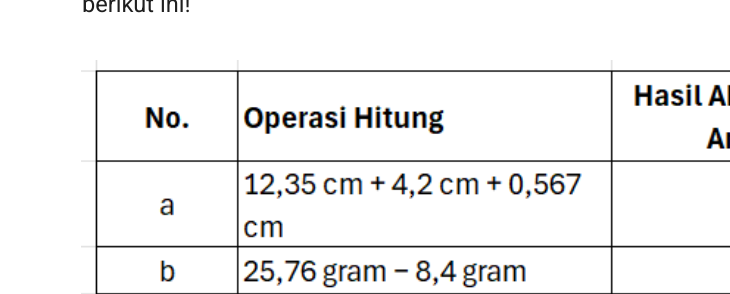 berikut ini!
No.
Operasi Hitung
Hasil
a
12,35 cm + 4,2 cm + 0,567
cm
b
25,76 gram – 8,4 gram